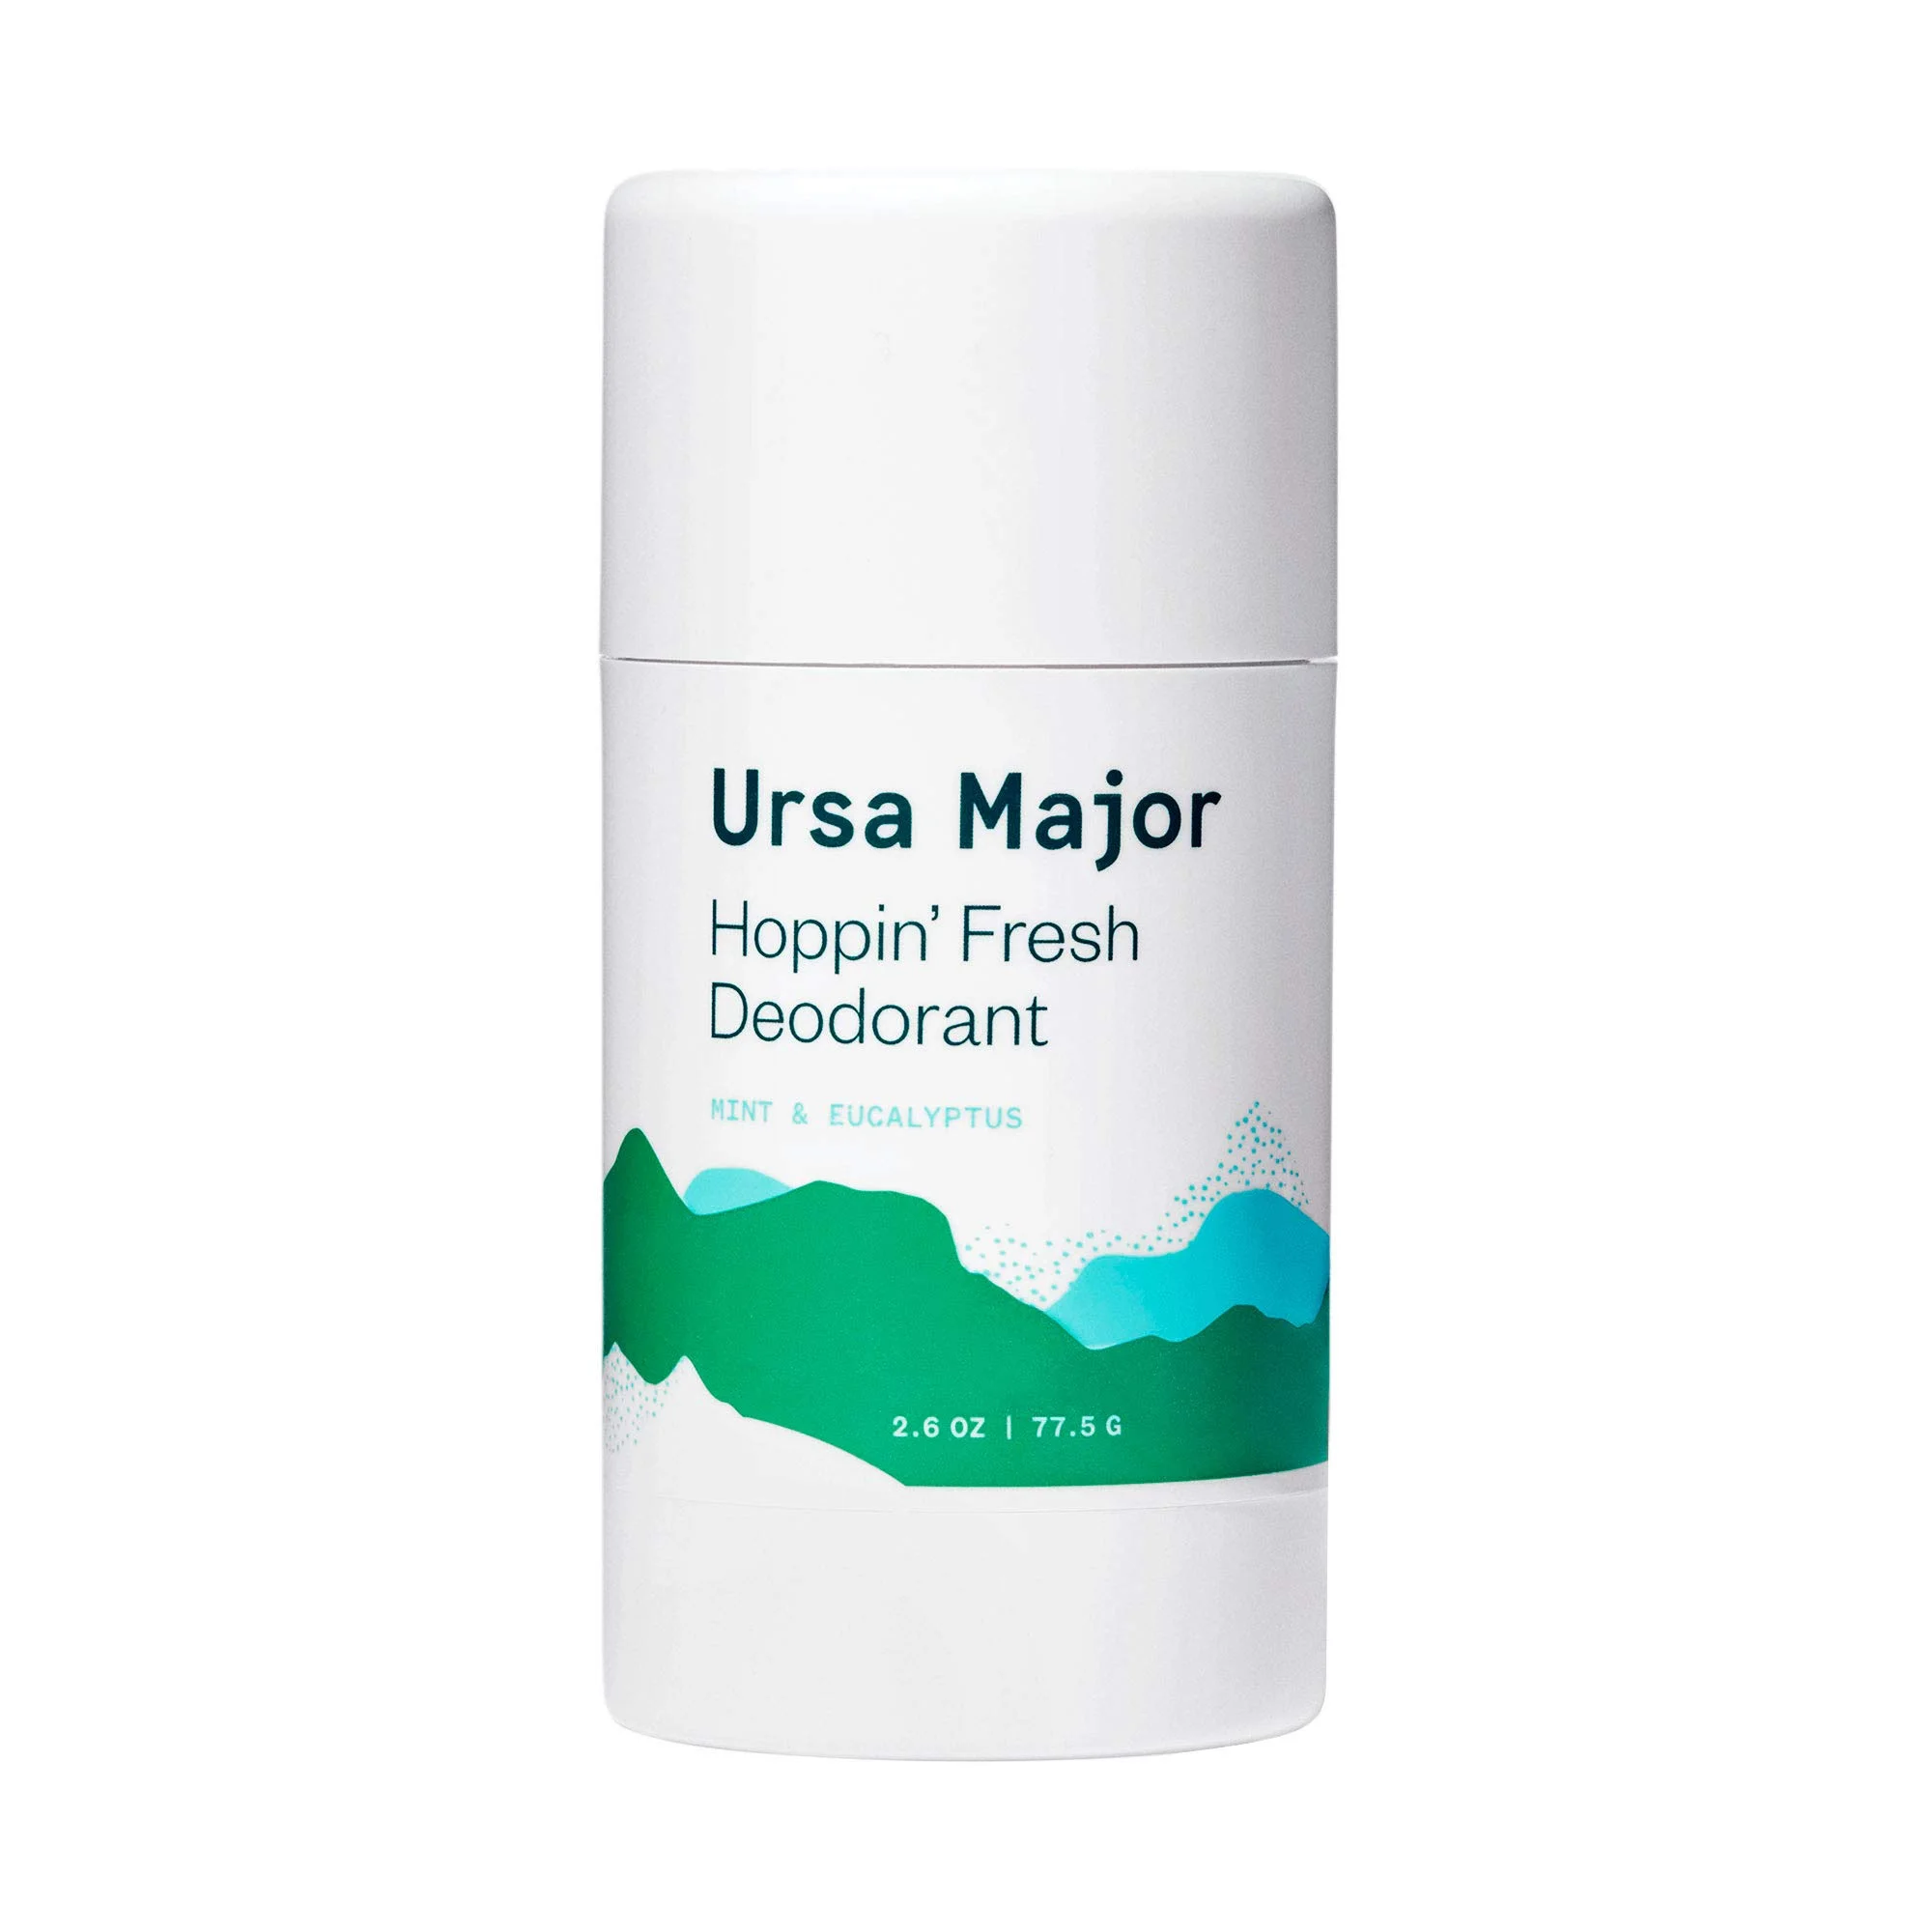 Ursa Major
Hoppin’ Fresh
Deodorant
MINT & EUCALYPTUS
2.6 OZ | 77.5 G